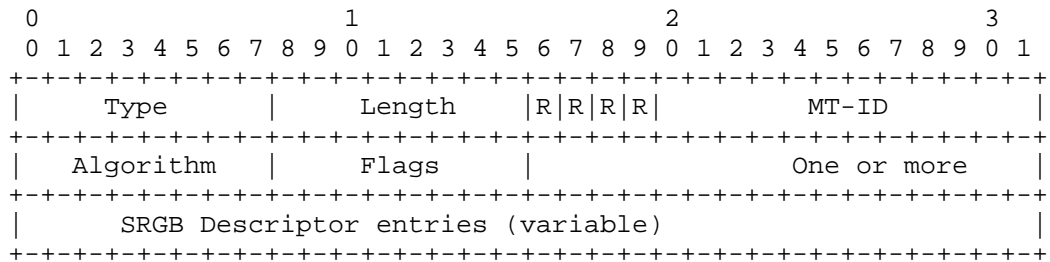 0                   1                   2                   3
 0 1 2 3 4 5 6 7 8 9 0 1 2 3 4 5 6 7 8 9 0 1 2 3 4 5 6 7 8 9 0 1
+-+-+-+-+-+-+-+-+-+-+-+-+-+-+-+-+-+-+-+-+-+-+-+-+-+-+-+-+-+-+-+-+
|     Type      |     Length    |R|R|R|R|         MT-ID         |
+-+-+-+-+-+-+-+-+-+-+-+-+-+-+-+-+-+-+-+-+-+-+-+-+-+-+-+-+-+-+-+-+
|   Algorithm   |     Flags     |                One or more    |
+-+-+-+-+-+-+-+-+-+-+-+-+-+-+-+-+-+-+-+-+-+-+-+-+-+-+-+-+-+-+-+-+
|      SRGB Descriptor entries (variable)                       |
+-+-+-+-+-+-+-+-+-+-+-+-+-+-+-+-+-+-+-+-+-+-+-+-+-+-+-+-+-+-+-+-+